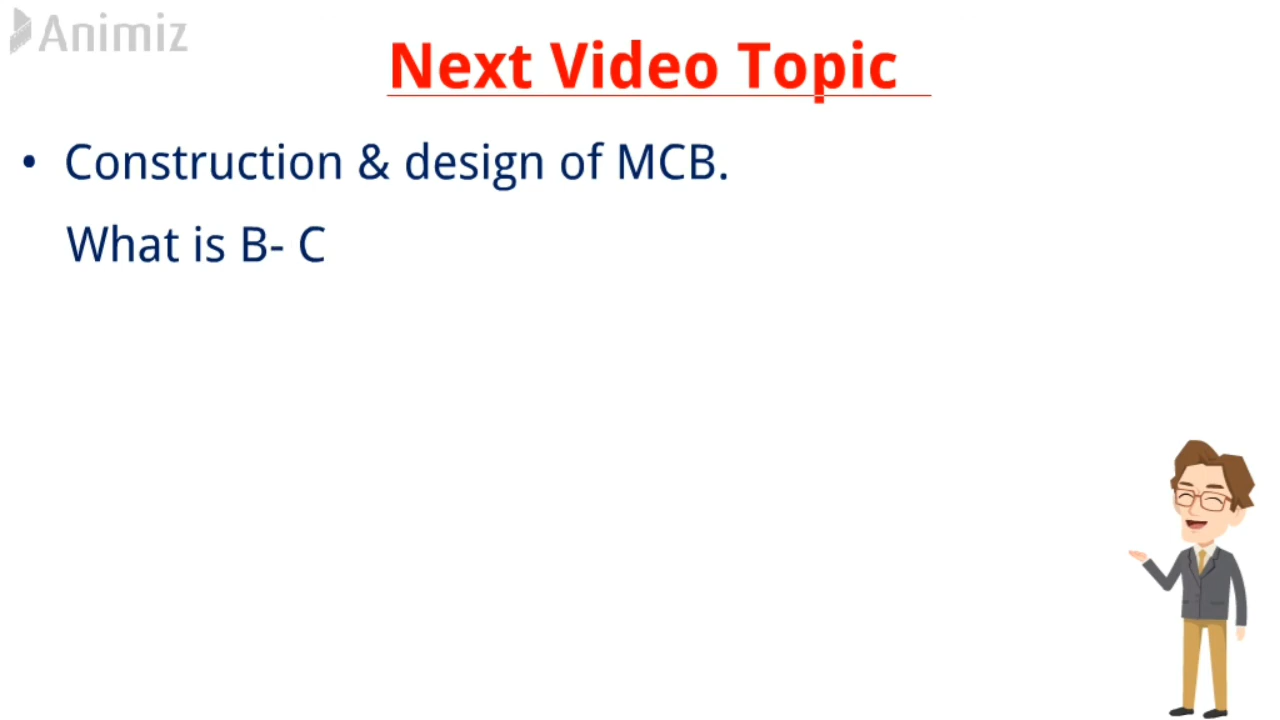 Animiz
Next Video Topic
• Construction & design of MCB.
What is B- C